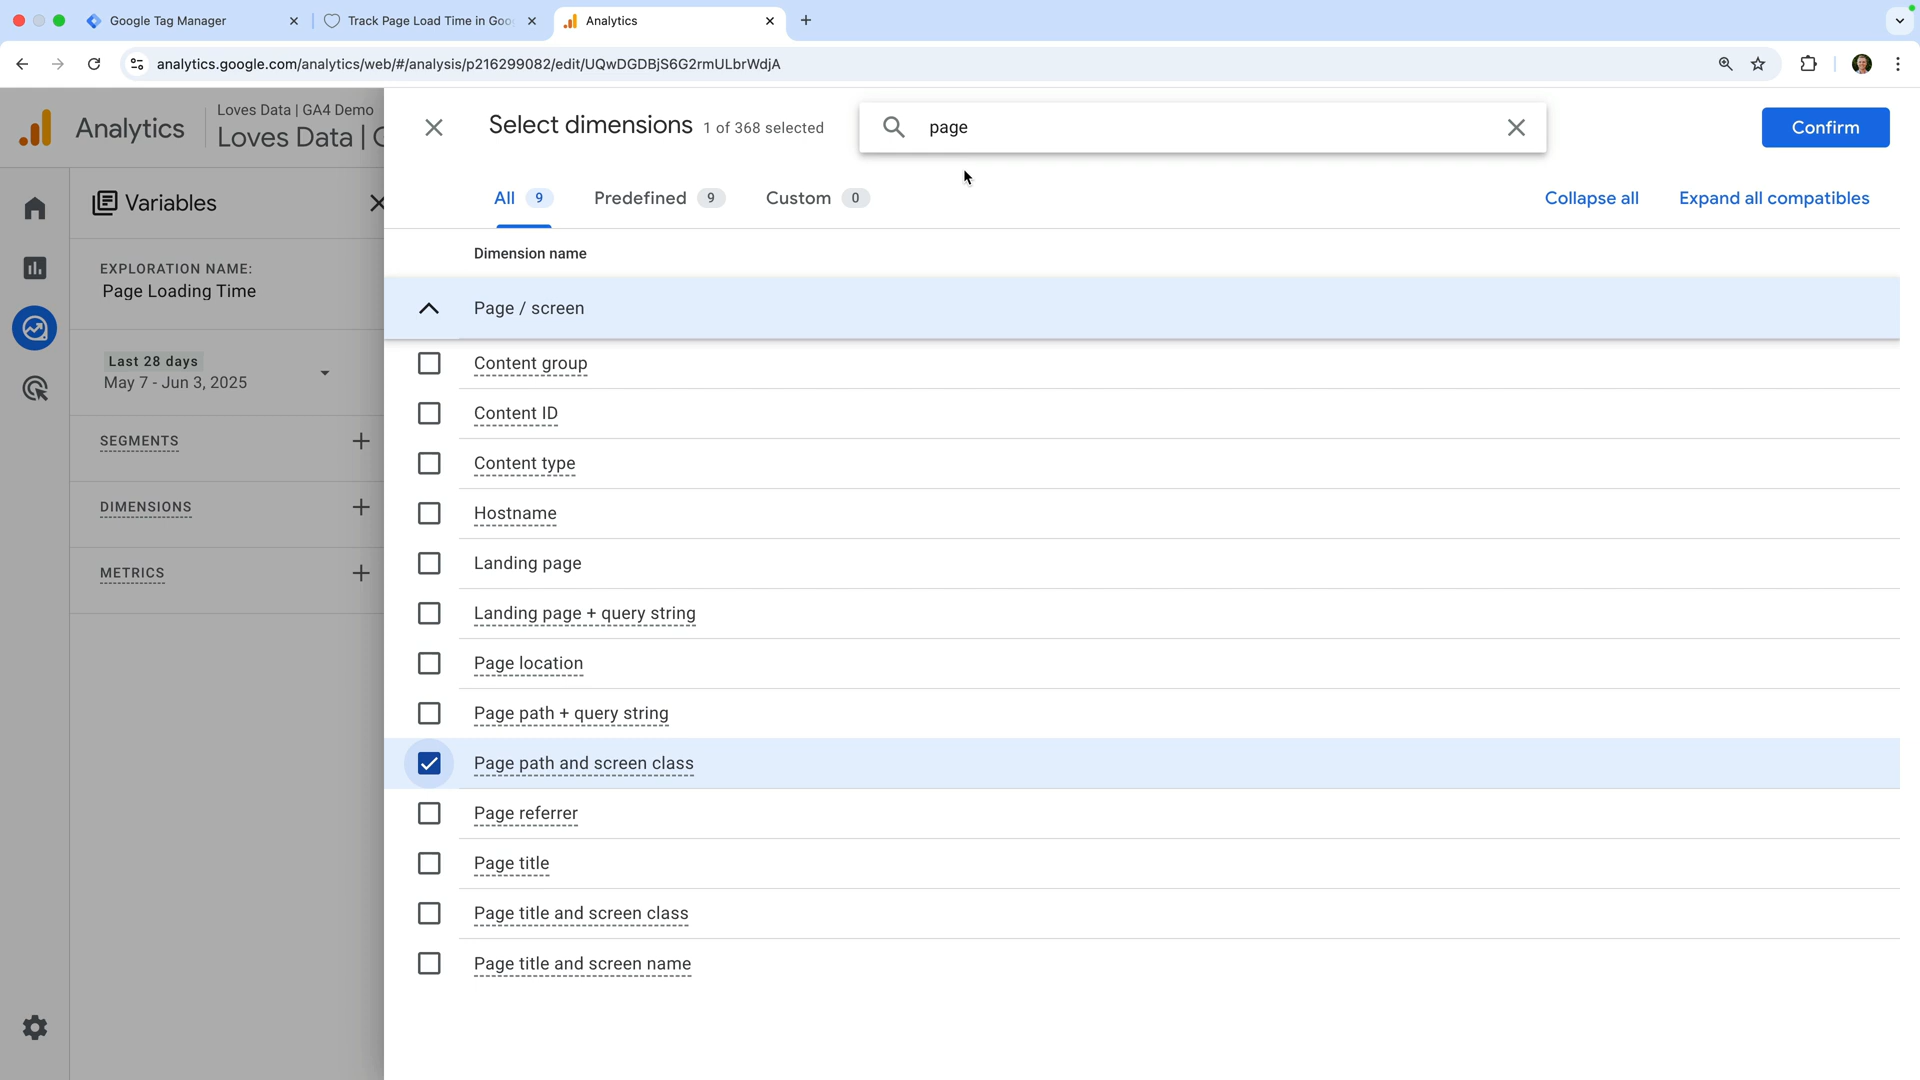 Google Tag Manager
Track Page Load Time in Goo
Analytics
analytics.google.com/analytics/web/#/analysis/p216299082/edit/UQwDGDBjS6G2rmULbrWdjA
Analytics
Loves Data | GA4 Demo
Loves Data | G
Select dimensions 1 of 368 selected
page
Confirm
All 9
Predefined 9
Custom 0
Collapse all
Expand all compatibles
Variables
EXPLORATION NAME:
Page Loading Time
Last 28 days
May 7 - Jun 3, 2025
SEGMENTS
DIMENSIONS
METRICS
Dimension name
Page / screen
Content group
Content ID
Content type
Hostname
Landing page
Landing page + query string
Page location
Page path + query string
Page path and screen class
Page referrer
Page title
Page title and screen class
Page title and screen name